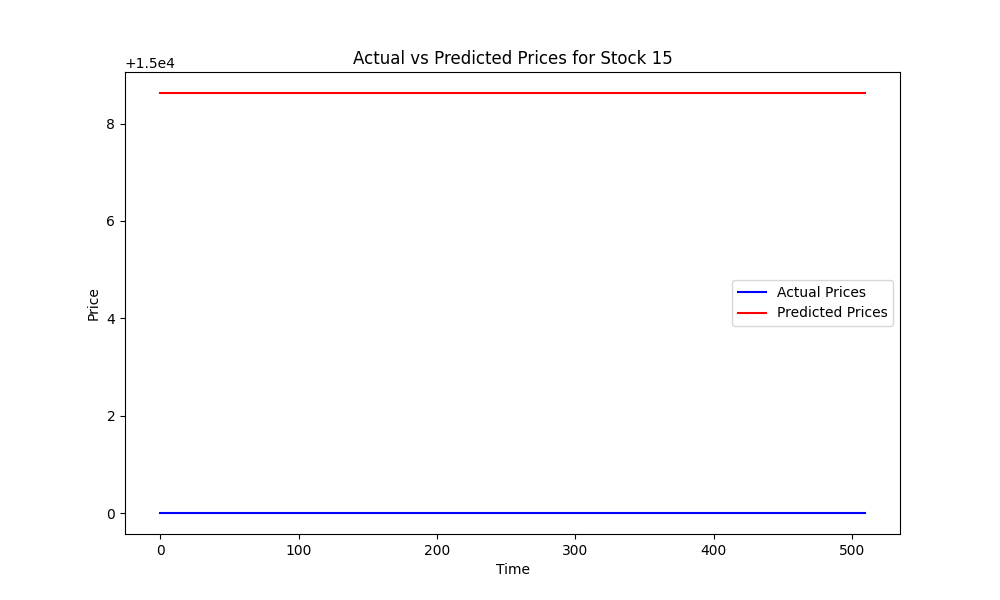 Actual vs Predicted Prices for Stock 15
+1.5e4
8
6
4
2
0
Price
Actual Prices
Predicted Prices
0 100 200 300 400 500
Time